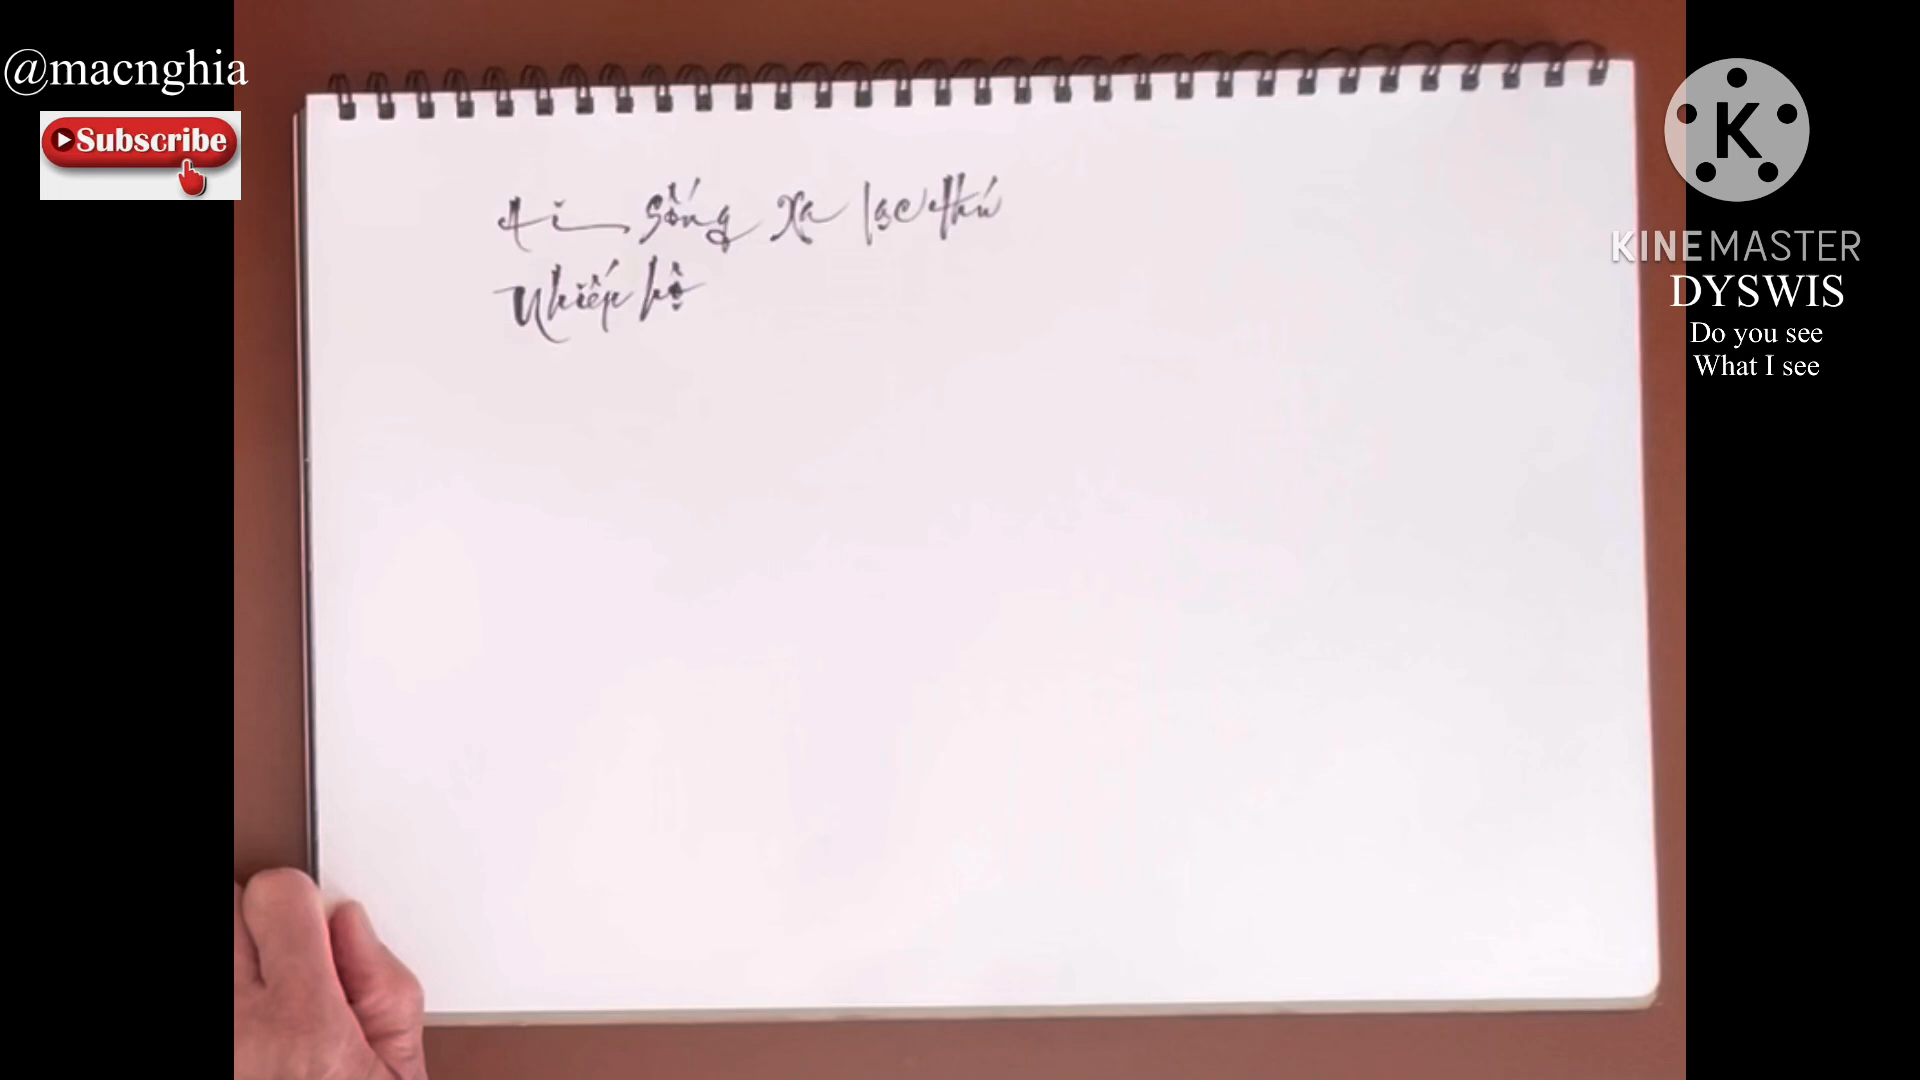 @macnghia
Subscribe
Ai sống xa lạc thú
Nhiếp hộ
K
KINEMASTER
DYSWIS
Do you see
What I see